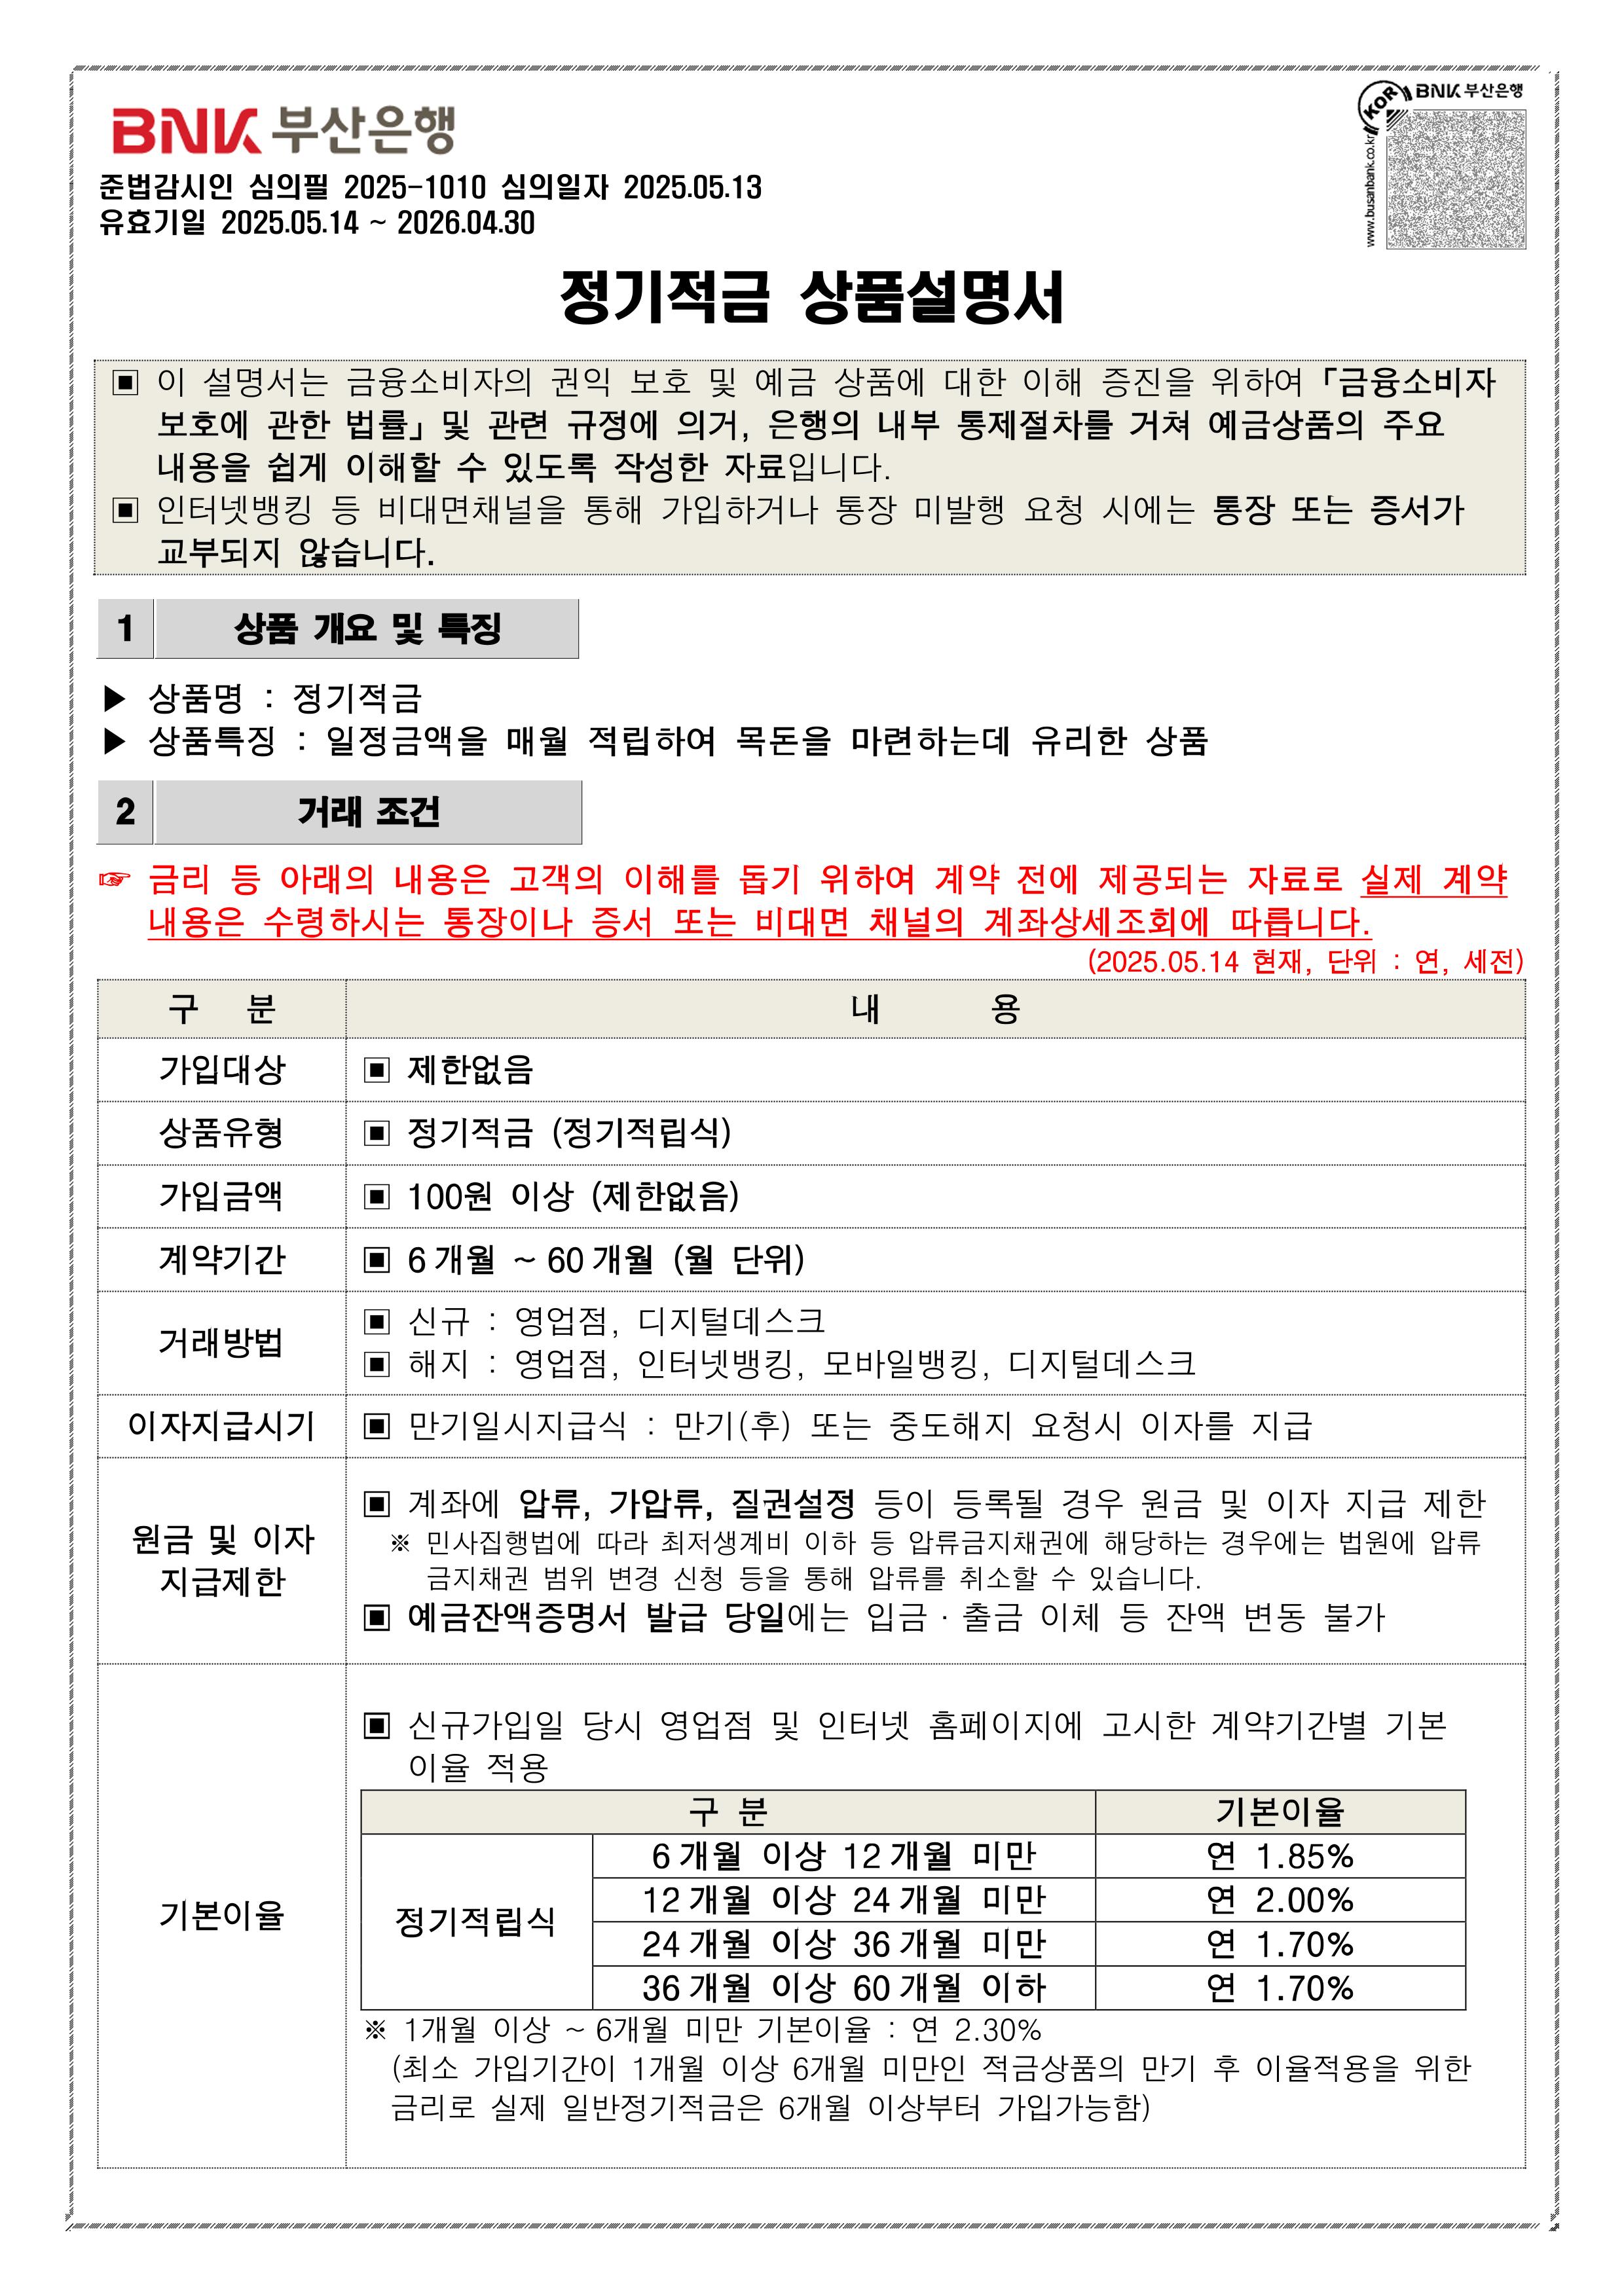 BNK 부산은행
KOR
BNK 부산은행
www.busanbank.co.kr
준법감시인 심의필 2025-1010 심의일자 2025.05.13
유효기일 2025.05.14 ~ 2026.04.30
정기적금 상품설명서
▣ 이 설명서는 금융소비자의 권익 보호 및 예금 상품에 대한 이해 증진을 위하여 「금융소비자
보호에 관한 법률」 및 관련 규정에 의거, 은행의 내부 통제절차를 거쳐 예금상품의 주요
내용을 쉽게 이해할 수 있도록 작성한 자료입니다.
▣ 인터넷뱅킹 등 비대면채널을 통해 가입하거나 통장 미발행 요청 시에는 통장 또는 증서가
교부되지 않습니다.
1 상품 개요 및 특징
▶ 상품명 : 정기적금
▶ 상품특징 : 일정금액을 매월 적립하여 목돈을 마련하는데 유리한 상품
2 거래 조건
☞ 금리 등 아래의 내용은 고객의 이해를 돕기 위하여 계약 전에 제공되는 자료로 실제 계약
내용은 수령하시는 통장이나 증서 또는 비대면 채널의 계좌상세조회에 따릅니다.
(2025.05.14 현재, 단위 : 연, 세전)
구 분 내 용
가입대상 ▣ 제한없음
상품유형 ▣ 정기적금 (정기적립식)
가입금액 ▣ 100원 이상 (제한없음)
계약기간 ▣ 6개월 ~ 60개월 (월 단위)
거래방법
▣ 신규 : 영업점, 디지털데스크
▣ 해지 : 영업점, 인터넷뱅킹, 모바일뱅킹, 디지털데스크
이자지급시기 ▣ 만기일시지급식 : 만기(후) 또는 중도해지 요청시 이자를 지급
원금 및 이자
지급제한
▣ 계좌에 압류, 가압류, 질권설정 등이 등록될 경우 원금 및 이자 지급 제한
※ 민사집행법에 따라 최저생계비 이하 등 압류금지채권에 해당하는 경우에는 법원에 압류
금지채권 범위 변경 신청 등을 통해 압류를 취소할 수 있습니다.
▣ 예금잔액증명서 발급 당일에는 입금·출금 이체 등 잔액 변동 불가
기본이율
▣ 신규가입일 당시 영업점 및 인터넷 홈페이지에 고시한 계약기간별 기본
이율 적용
구 분 기본이율
정기적립식
6개월 이상 12개월 미만 연 1.85%
12개월 이상 24개월 미만 연 2.00%
24개월 이상 36개월 미만 연 1.70%
36개월 이상 60개월 이하 연 1.70%
※ 1개월 이상 ~ 6개월 미만 기본이율 : 연 2.30%
(최소 가입기간이 1개월 이상 6개월 미만인 적금상품의 만기 후 이율적용을 위한
금리로 실제 일반정기적금은 6개월 이상부터 가입가능함)